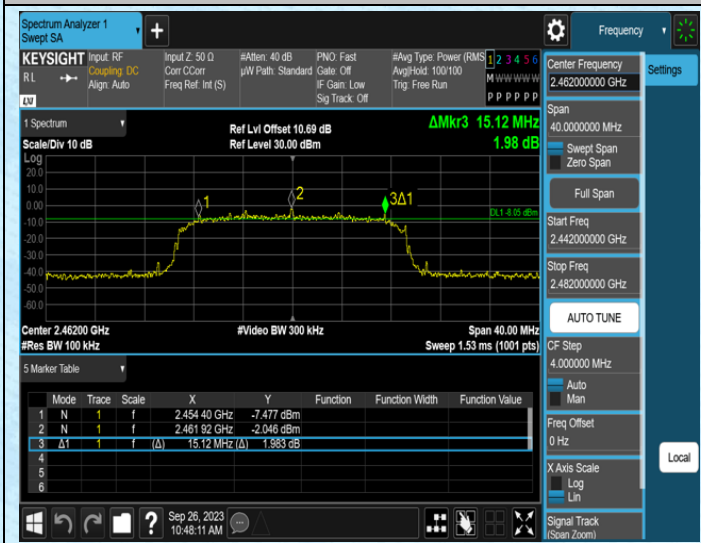 Spectrum Analyzer 1
Swept SA
+
Frequency
KEYSIGHT
RL
LXI
Input: RF
Coupling: DC
Align: Auto
Input Z: 50 Ω
Corr CCorr
Freq Ref: Int (S)
#Atten: 40 dB
µW Path: Standard
PNO: Fast
Gate: Off
IF Gain: Low
Sig Track: Off
#Avg Type: Power (RMS
Avg|Hold: 100/100
Trig: Free Run
1 2 3 4 5 6
M W W W W W
P P P P P P
1 Spectrum
Scale/Div 10 dB
Ref Lvl Offset 10.69 dB
Ref Level 30.00 dBm
ΔMkr3 15.12 MHz
1.98 dB
Log
20.0
10.0
0.00
-10.0
-20.0
-30.0
-40.0
-50.0
-60.0
1
2
3Δ1
DL1 -8.05 dBm
Center 2.46200 GHz
#Res BW 100 kHz
#Video BW 300 kHz
Span 40.00 MHz
Sweep 1.53 ms (1001 pts)
5 Marker Table
Mode Trace Scale X Y Function Function Width Function Value
1 N 1 f 2.454 40 GHz -7.477 dBm
2 N 1 f 2.461 92 GHz -2.046 dBm
3 Δ1 1 f (Δ) 15.12 MHz (Δ) 1.983 dB
4
5
6
?
Sep 26, 2023
10:48:11 AM
Center Frequency
2.462000000 GHz
Span
40.0000000 MHz
Swept Span
Zero Span
Full Span
Start Freq
2.442000000 GHz
Stop Freq
2.482000000 GHz
AUTO TUNE
CF Step
4.000000 MHz
Auto
Man
Freq Offset
0 Hz
X Axis Scale
Log
Lin
Signal Track
(Span Zoom)
Settings
Local